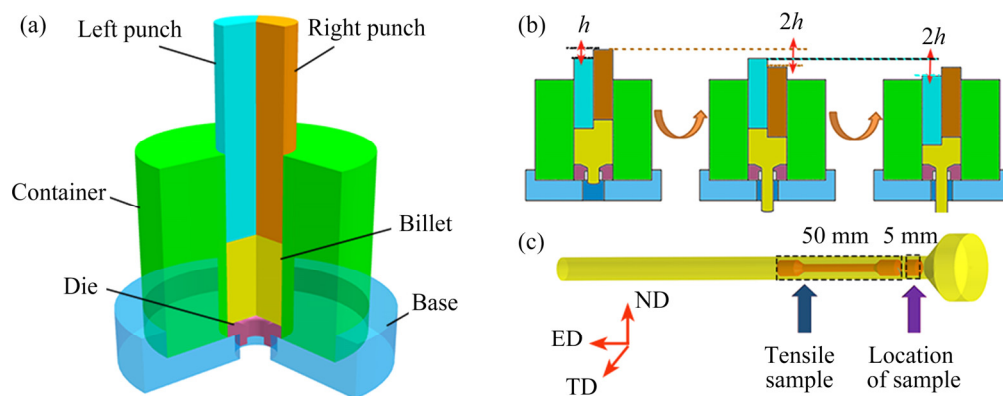 (a)
Left punch
Right punch
Container
Billet
Die
Base
(b)
h
2h
2h
(c)
50 mm
5 mm
ND
ED
TD
Tensile
sample
Location
of sample